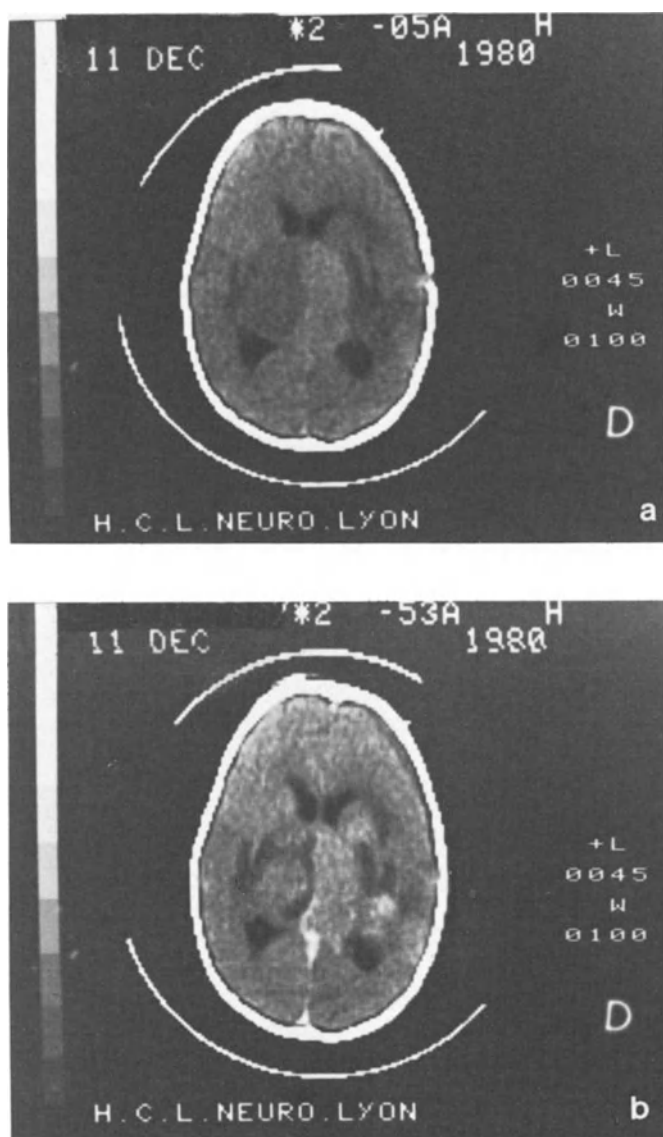 *2 -05A H
11 DEC 1980
+L
0045
W
0100
D
a
H.C.L.NEURO.LYON
*2 -53A H
11 DEC 1980
+L
0045
W
0100
D
b
H.C.L.NEURO.LYON